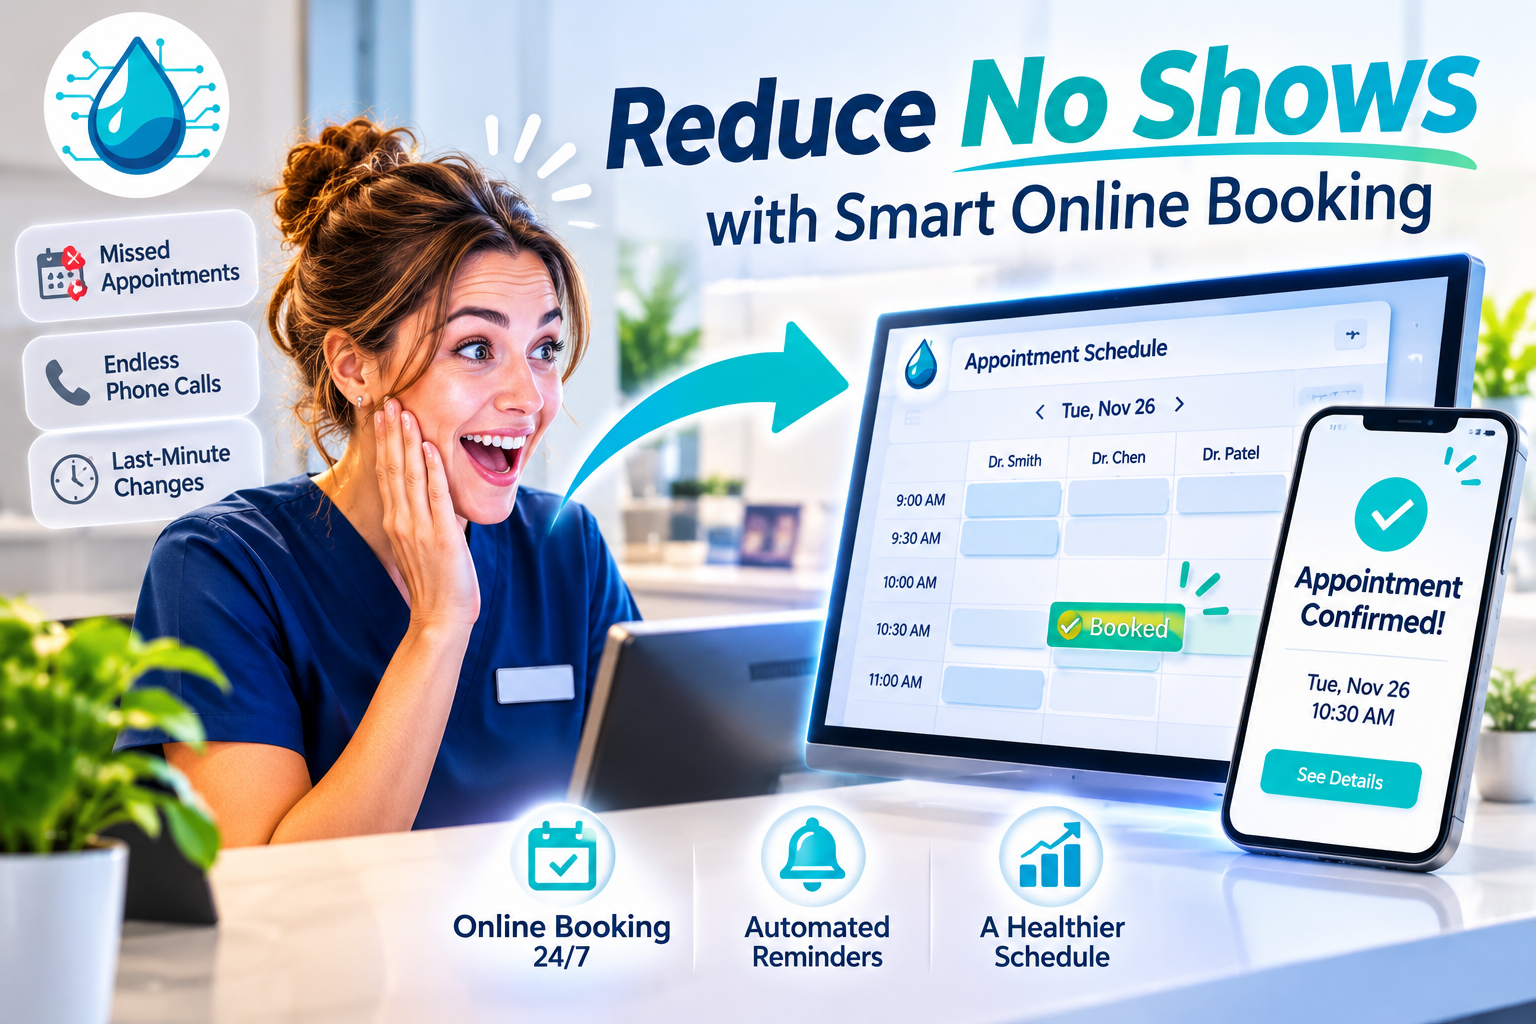 Reduce No Shows
with Smart Online Booking
Missed
Appointments
Endless
Phone Calls
Last-Minute
Changes
Appointment Schedule
< Tue, Nov 26 >
Dr. Smith
Dr. Chen
Dr. Patel
9:00 AM
9:30 AM
10:00 AM
10:30 AM
Booked
11:00 AM
Appointment
Confirmed!
Tue, Nov 26
10:30 AM
See Details
Online Booking
24/7
Automated
Reminders
A Healthier
Schedule